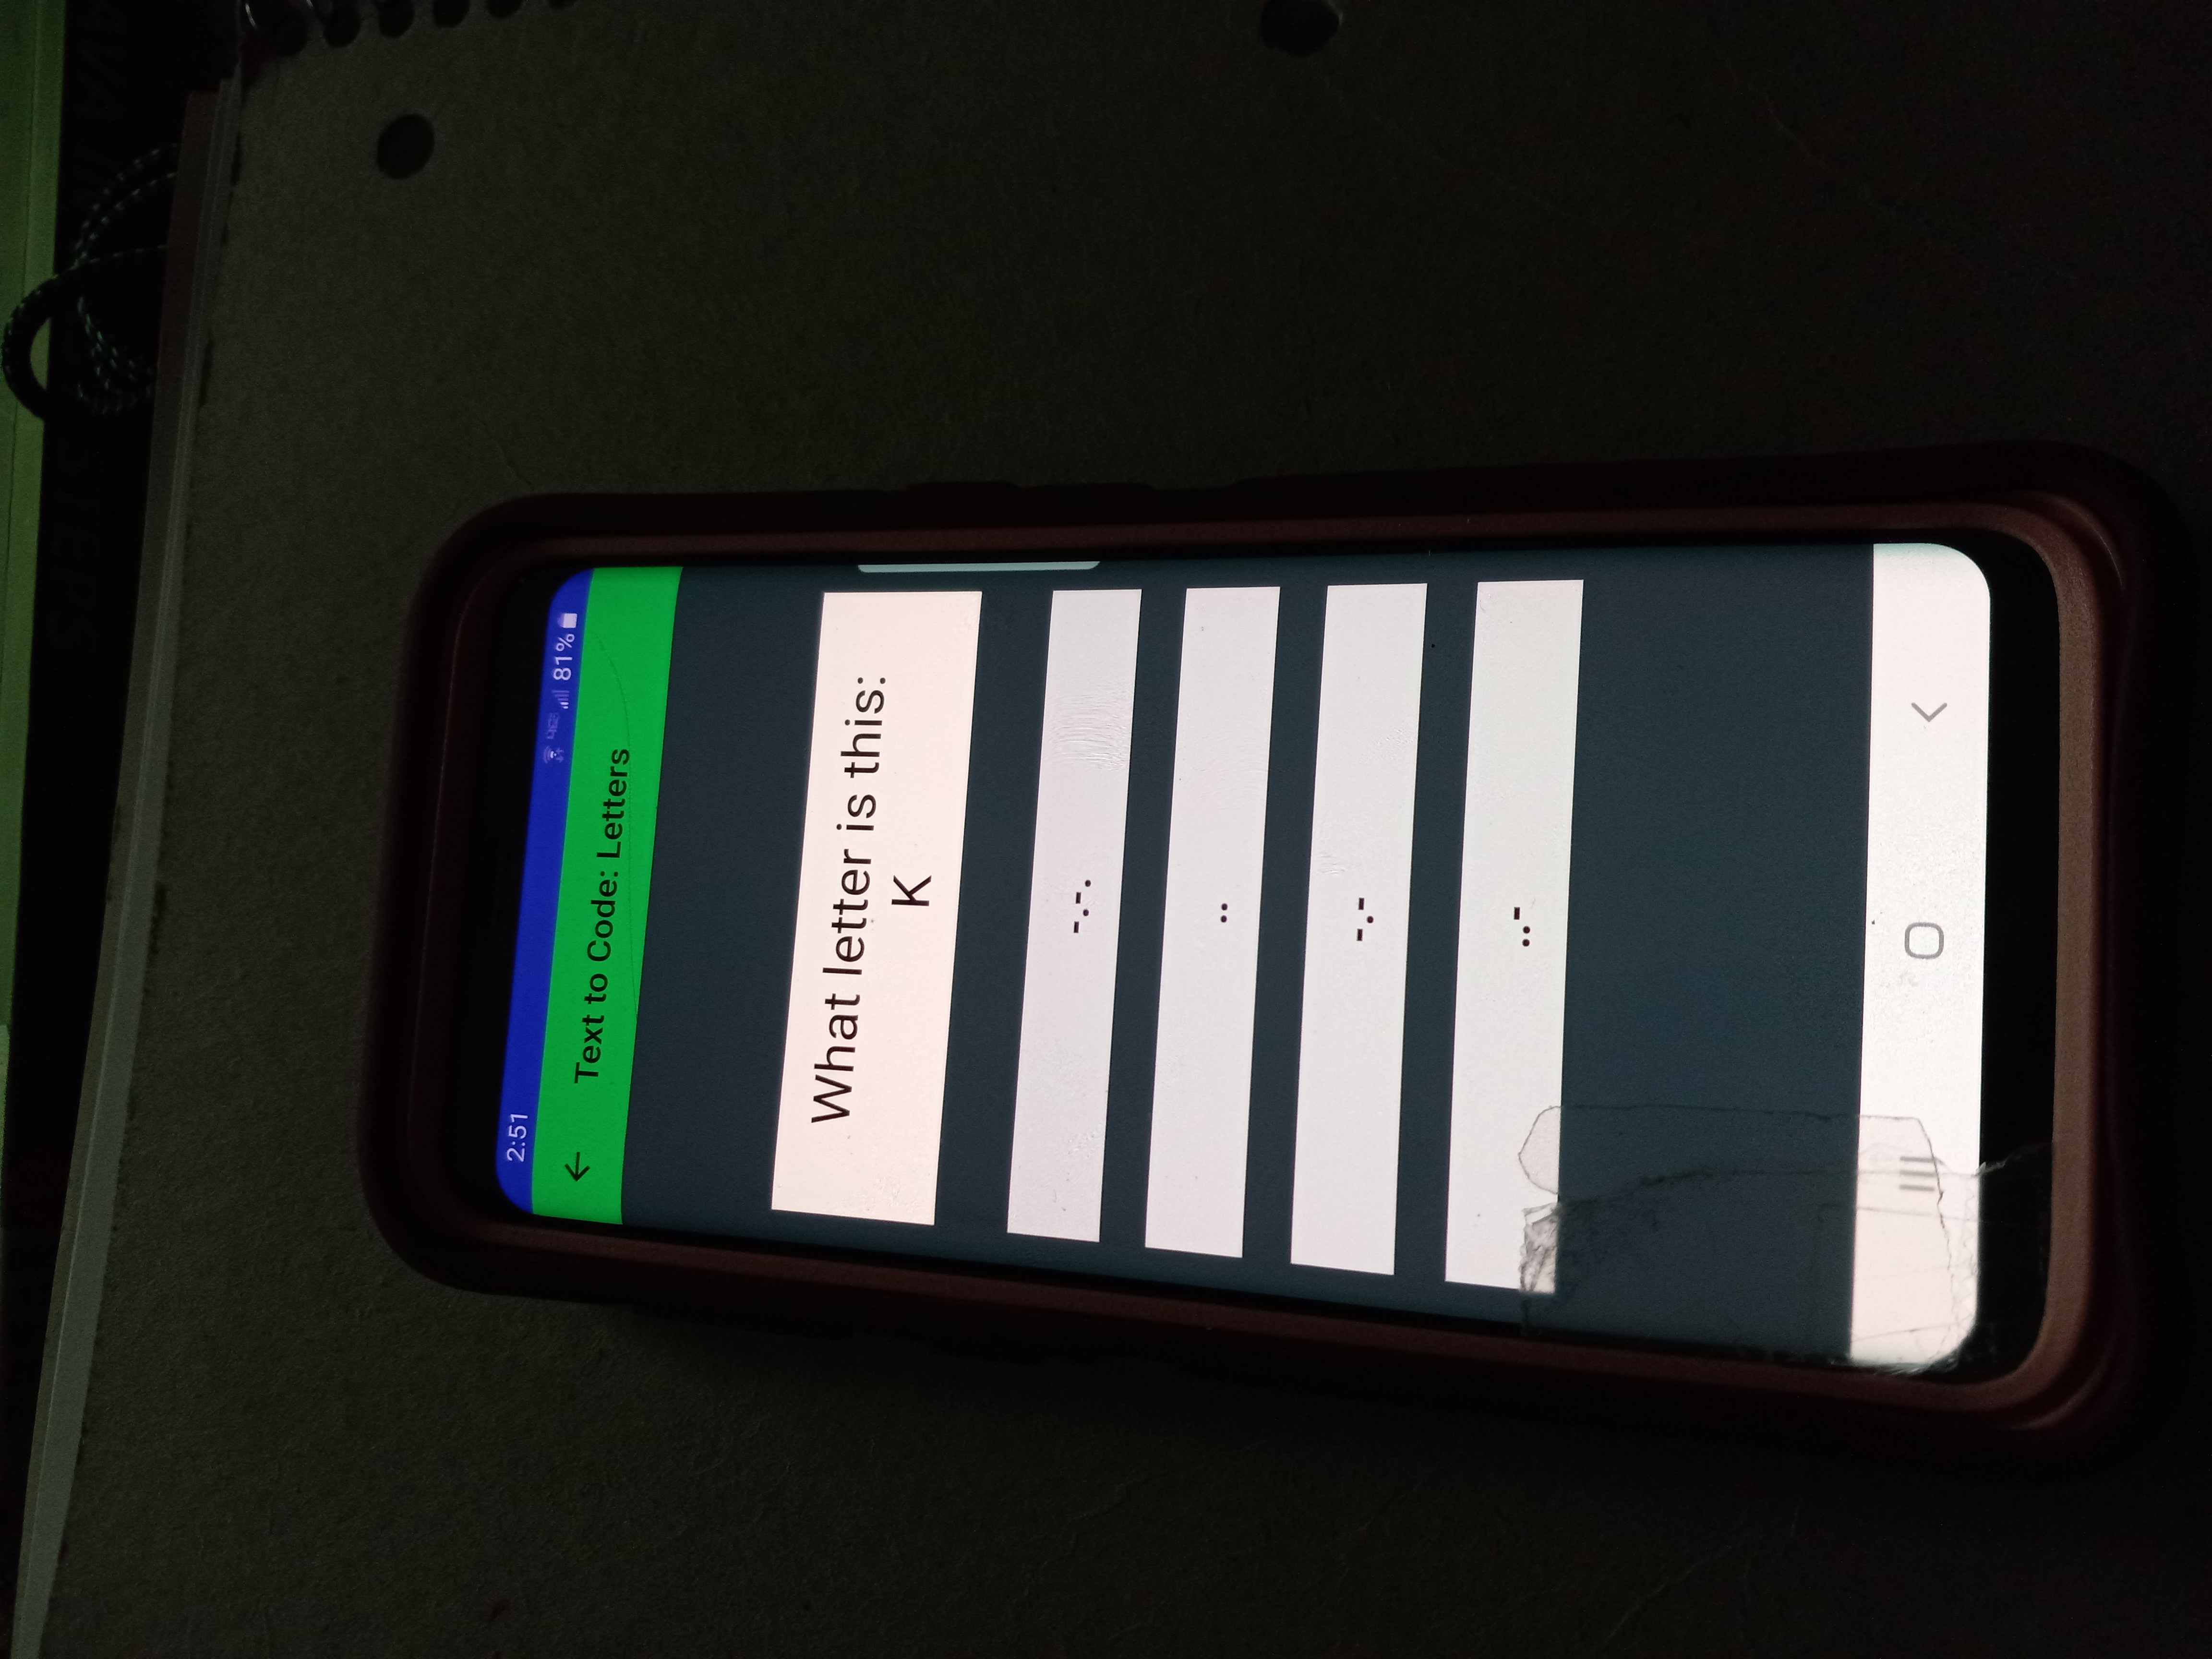 2:51
81%
Text to Code: Letters
What letter is this:
K
-.-.
..
-.-
..-